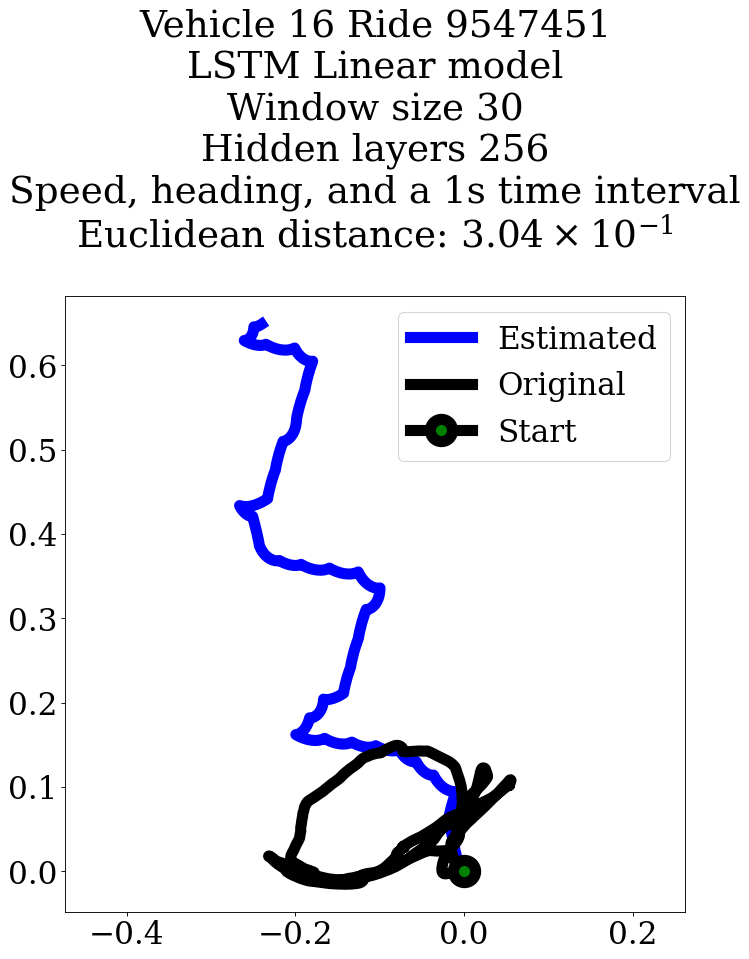 Vehicle 16 Ride 9547451
LSTM Linear model
Window size 30
Hidden layers 256
Speed, heading, and a 1s time interval
Euclidean distance: 3.04 × 10⁻¹
Estimated
Original
Start
0.6
0.5
0.4
0.3
0.2
0.1
0.0
−0.4 −0.2 0.0 0.2